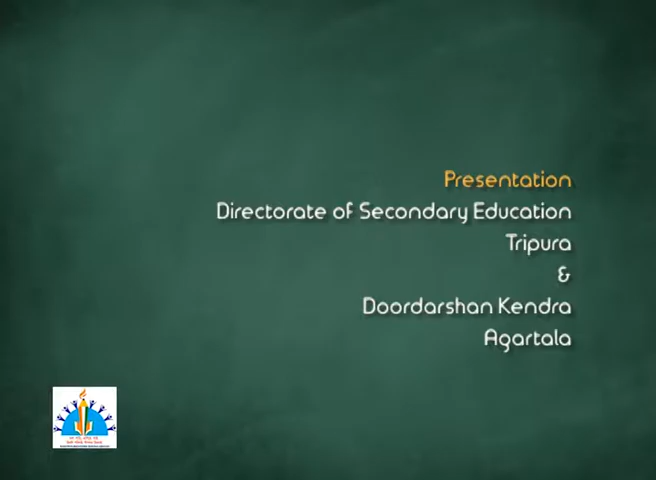 Presentation
Directorate of Secondary Education
Tripura
&
Doordarshan Kendra
Agartala